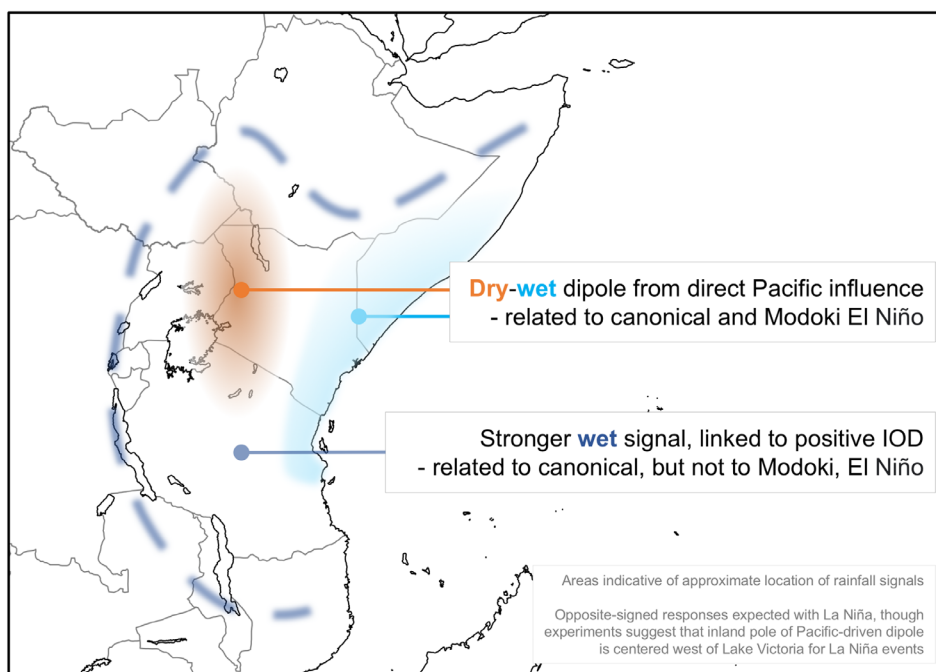 Dry-wet dipole from direct Pacific influence
- related to canonical and Modoki El Niño
Stronger wet signal, linked to positive IOD
- related to canonical, but not to Modoki, El Niño
Areas indicative of approximate location of rainfall signals
Opposite-signed responses expected with La Niña, though
experiments suggest that inland pole of Pacific-driven dipole
is centered west of Lake Victoria for La Niña events